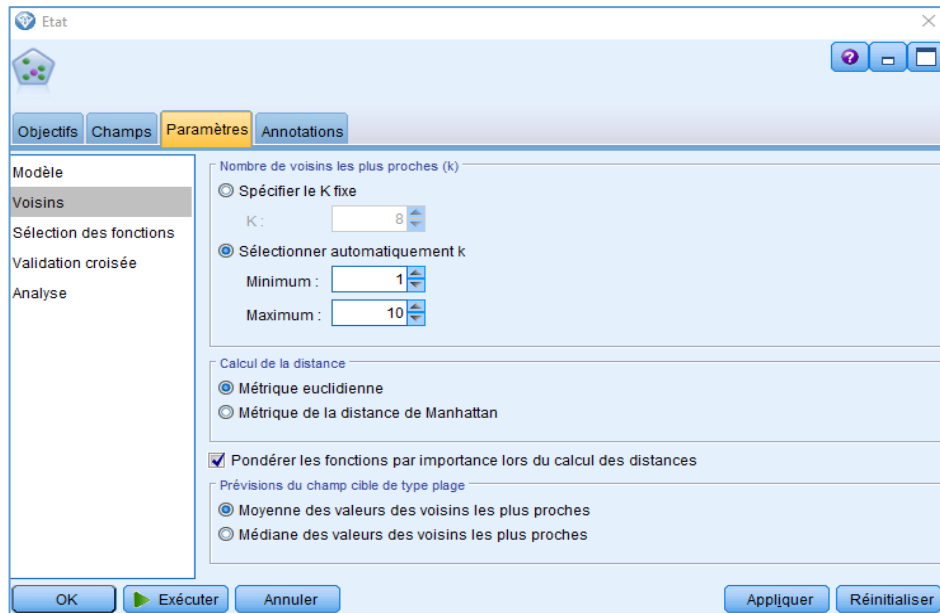 Etat
Objectifs Champs Paramètres Annotations
Modèle
Voisins
Sélection des fonctions
Validation croisée
Analyse
Nombre de voisins les plus proches (k)
Spécifier le K fixe
K : 8
Sélectionner automatiquement k
Minimum : 1
Maximum : 10
Calcul de la distance
Métrique euclidienne
Métrique de la distance de Manhattan
Pondérer les fonctions par importance lors du calcul des distances
Prévisions du champ cible de type plage
Moyenne des valeurs des voisins les plus proches
Médiane des valeurs des voisins les plus proches
OK Exécuter Annuler Appliquer Réinitialiser